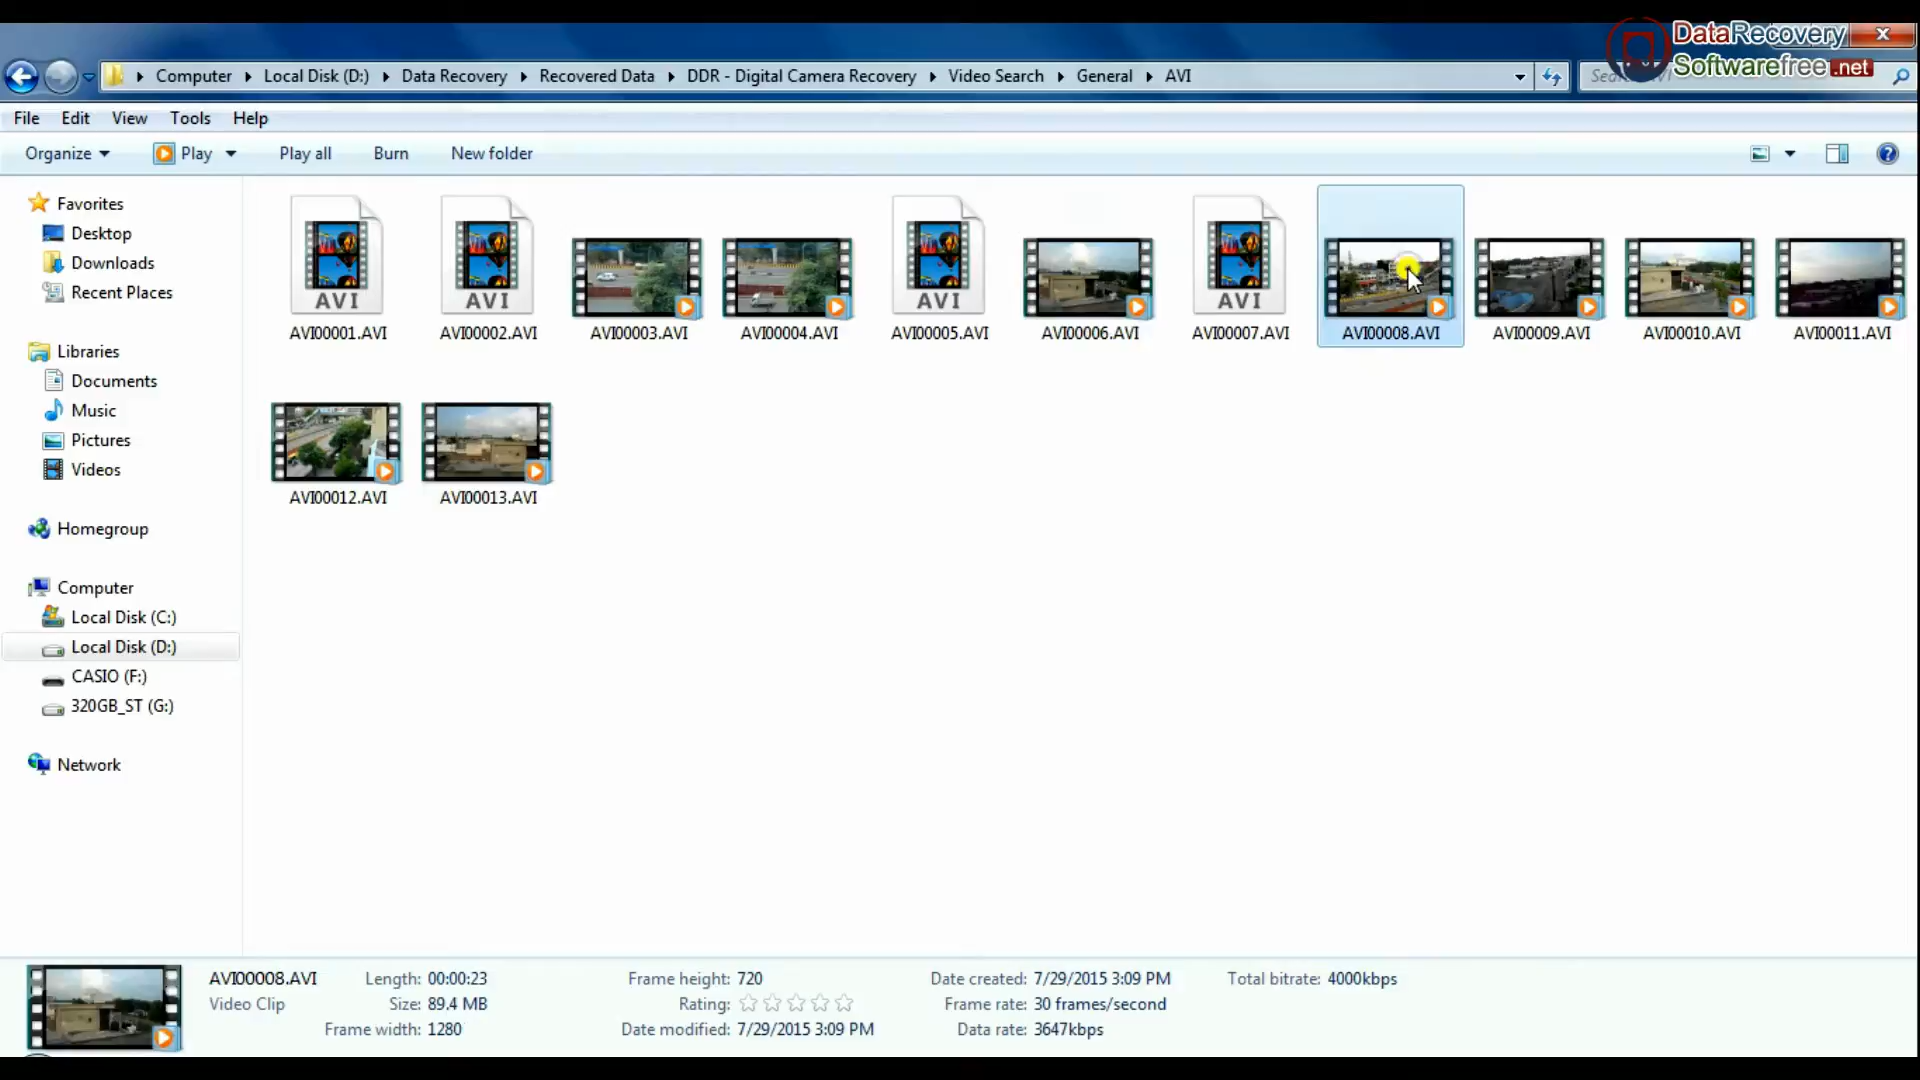 DataRecovery
Softwarefree.net
Computer Local Disk (D:) Data Recovery Recovered Data DDR - Digital Camera Recovery Video Search General AVI
File Edit View Tools Help
Organize Play Play all Burn New folder
Favorites
Desktop
Downloads
Recent Places
Libraries
Documents
Music
Pictures
Videos
Homegroup
Computer
Local Disk (C:)
Local Disk (D:)
CASIO (F:)
320GB_ST (G:)
Network
AVI AVI AVI AVI
AVI00001.AVI AVI00002.AVI AVI00003.AVI AVI00004.AVI AVI00005.AVI AVI00006.AVI AVI00007.AVI AVI00008.AVI AVI00009.AVI AVI00010.AVI AVI00011.AVI
AVI00012.AVI AVI00013.AVI
AVI00008.AVI Length: 00:00:23 Frame height: 720 Date created: 7/29/2015 3:09 PM Total bitrate: 4000kbps
Video Clip Size: 89.4 MB Rating: Frame rate: 30 frames/second
Frame width: 1280 Date modified: 7/29/2015 3:09 PM Data rate: 3647kbps